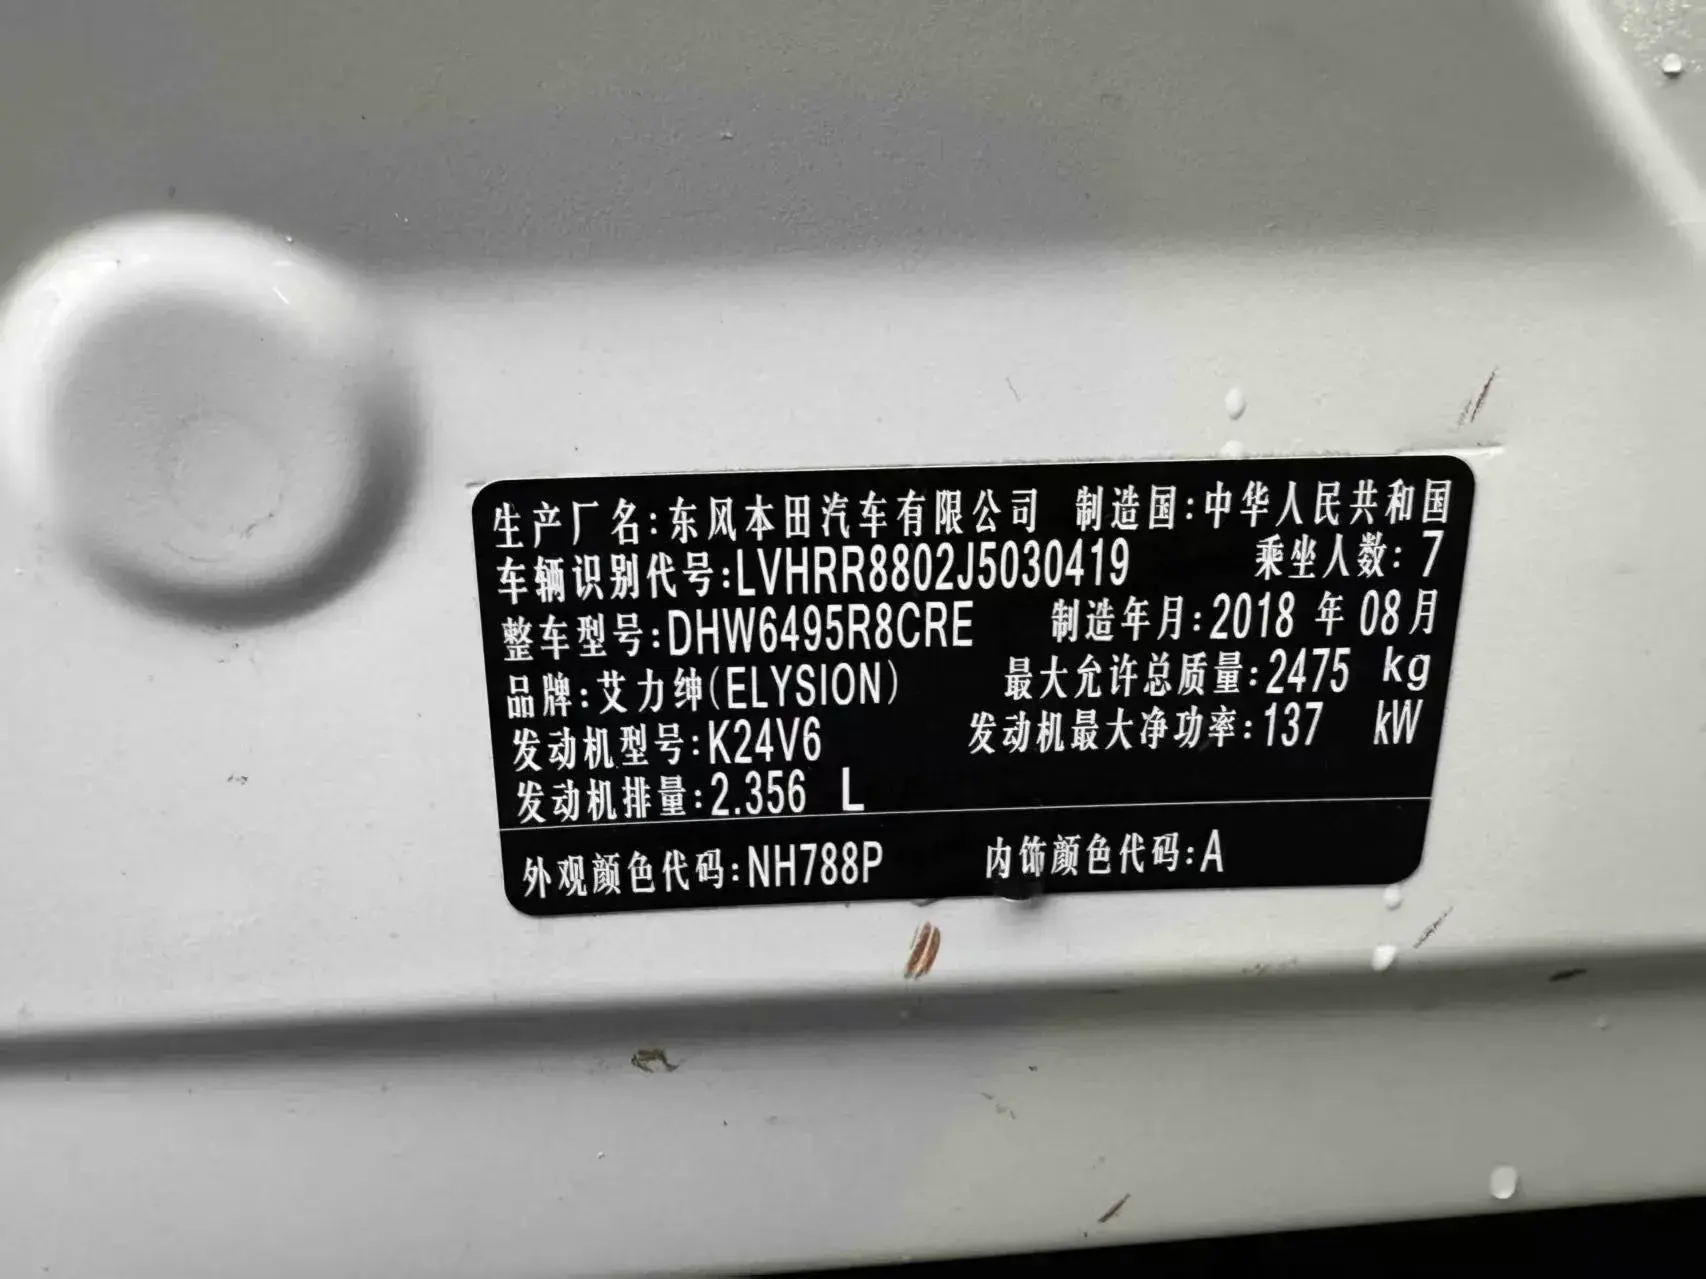 生产厂名:东风本田汽车有限公司 制造国:中华人民共和国
车辆识别代号:LVHRR8802J5030419 乘坐人数:7
整车型号:DHW6495R8CRE 制造年月:2018 年 08月
品牌:艾力绅(ELYSION) 最大允许总质量:2475 kg
发动机型号:K24V6 发动机最大净功率:137 kW
发动机排量:2.356 L
外观颜色代码:NH788P 内饰颜色代码:A